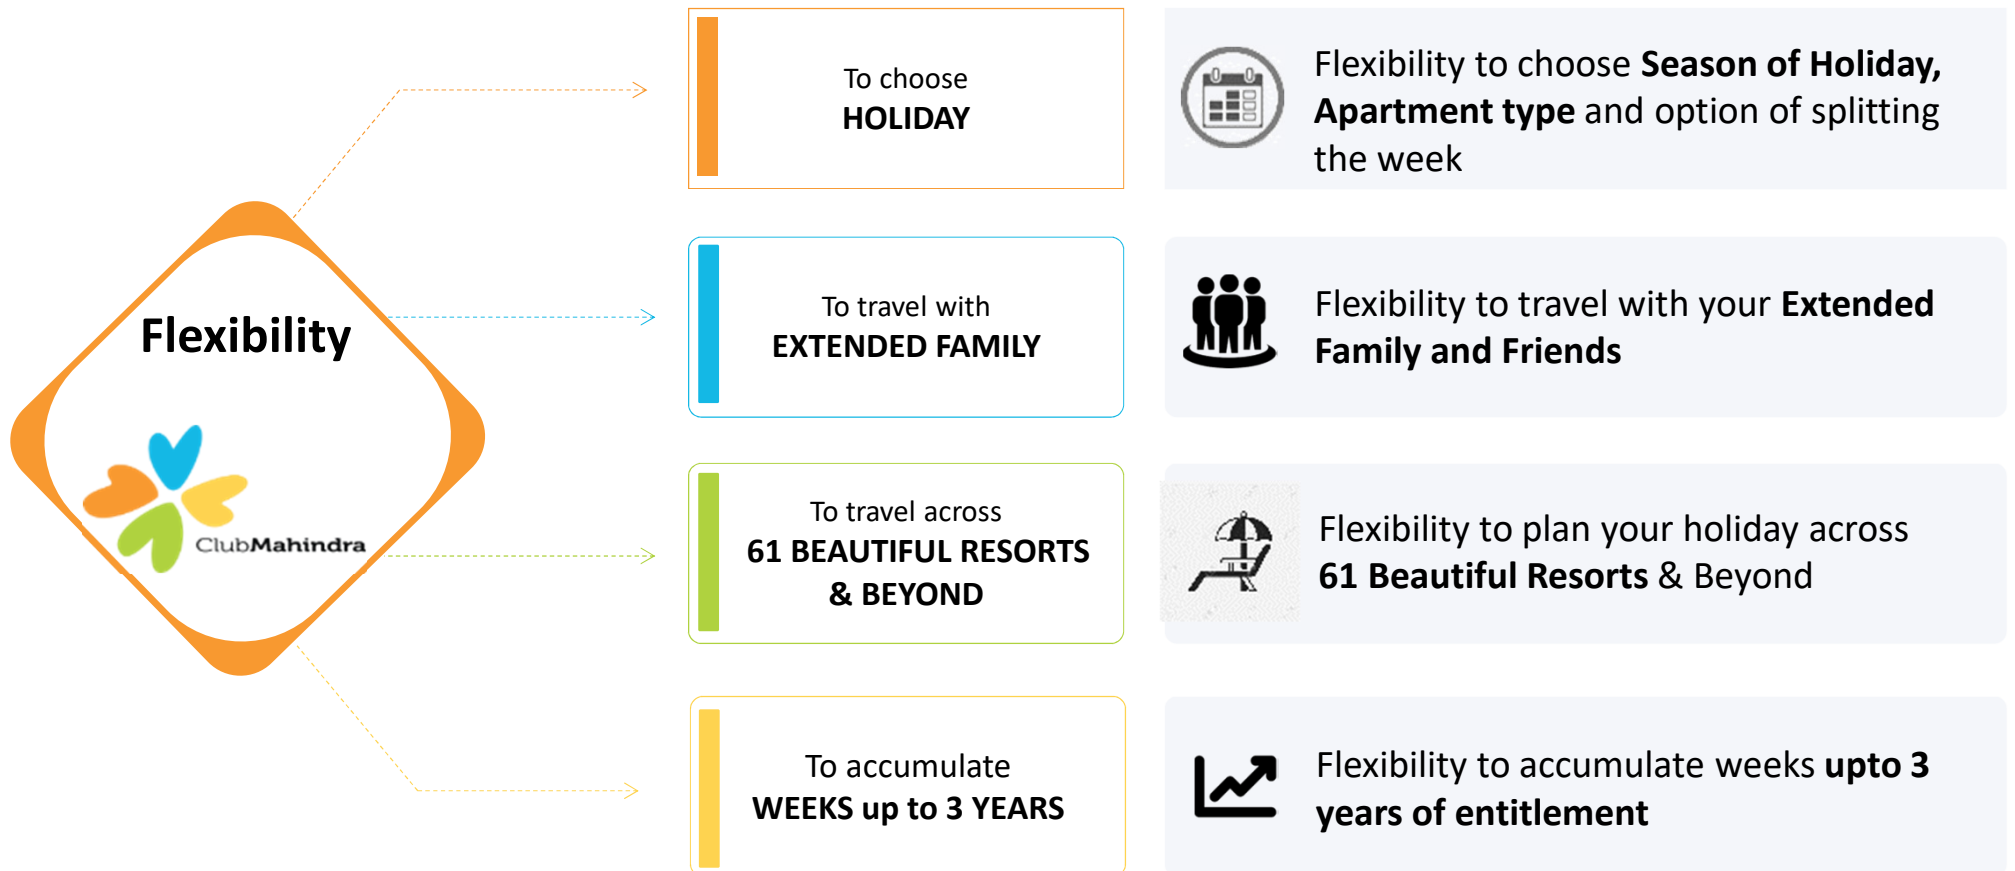 Flexibility
ClubMahindra
To choose
HOLIDAY
Flexibility to choose Season of Holiday,
Apartment type and option of splitting
the week
To travel with
EXTENDED FAMILY
Flexibility to travel with your Extended
Family and Friends
To travel across
61 BEAUTIFUL RESORTS
& BEYOND
Flexibility to plan your holiday across
61 Beautiful Resorts & Beyond
To accumulate
WEEKS up to 3 YEARS
Flexibility to accumulate weeks upto 3
years of entitlement